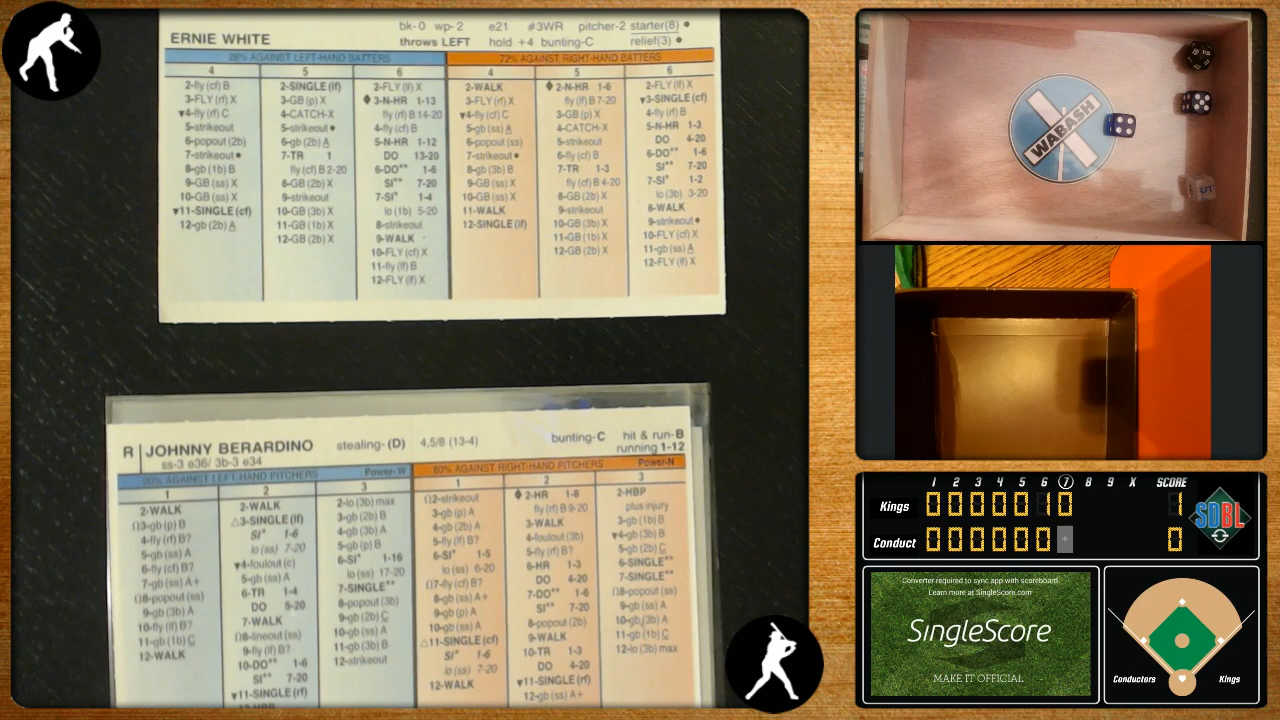 bk- 0 wp- 2 e21 #3WR pitcher-2 starter(8) •
ERNIE WHITE throws LEFT hold +4 bunting-C relief(3) •
28% AGAINST LEFT-HAND BATTERS 72% AGAINST RIGHT-HAND BATTERS
4 5 6 4 5 6
2-fly (cf) B
3-FLY (rf) X
▼4-fly (rf) C
5-strikeout
6-popout (2b)
7-strikeout •
8-gb (1b) B
9-GB (ss) X
10-GB (ss) X
▼11-SINGLE (cf)
12-gb (2b) A
2-SINGLE (lf)
3-GB (p) X
4-CATCH-X
5-strikeout •
6-gb (2b) A
7-TR 1
fly (cf) B 2-20
8-GB (2b) X
9-strikeout
10-GB (3b) X
11-GB (1b) X
12-GB (2b) X
2-FLY (lf) X
♦ 3-N-HR 1-13
fly (rf) B 14-20
4-fly (cf) B
5-N-HR 1-12
DO 13-20
6-DO** 1-6
SI** 7-20
7-SI* 1-4
lo (1b) 5-20
8-strikeout
9-WALK
10-FLY (cf) X
11-fly (lf) B
12-FLY (lf) X
2-WALK
3-FLY (rf) X
▼4-fly (cf) C
5-gb (ss) A
6-popout (ss)
7-strikeout •
8-gb (3b) B
9-GB (ss) X
10-GB (ss) X
11-WALK
12-SINGLE (lf)
♦ 2-N-HR 1-6
fly (lf) B 7-20
3-GB (p) X
4-CATCH-X
5-strikeout
6-fly (cf) B
7-TR 1-3
fly (cf) B 4-20
8-GB (2b) X
9-strikeout
10-GB (3b) X
11-GB (1b) X
12-GB (2b) X
2-FLY (lf) X
▼3-SINGLE (cf)
4-fly (rf) B
5-N-HR 1-3
DO 4-20
6-DO** 1-6
SI** 7-20
7-SI* 1-2
lo (3b) 3-20
8-WALK
9-strikeout •
10-FLY (cf) X
11-gb (ss) A
12-FLY (lf) X
R JOHNNY BERARDINO stealing- (D) 4,5/8 (13-4) bunting-C hit & run-B
ss-3 e36/ 3b-3 e34 running 1-12
AGAINST LEFT-HAND PITCHERS Power-W 60% AGAINST RIGHT-HAND PITCHERS Power-N
1 2 3 1 2 3
2-WALK
3-gb (p) B
4-fly (rf) B?
5-gb (ss) A
6-fly (cf) B?
7-gb (ss) A+
8-popout (ss)
9-gb (3b) A
10-fly (lf) B?
11-gb (1b) C
12-WALK
2-WALK
△3-SINGLE (lf)
SI* 1-6
lo (ss) 7-20
▼4-foulout (c)
5-gb (ss) A
6-TR 1-4
DO 5-20
7-WALK
8-lineout (ss)
9-fly (lf) B?
10-DO** 1-6
SI** 7-20
▼11-SINGLE (rf)
2-lo (3b) max
3-gb (2b) B
4-gb (3b) A
5-gb (p) B
6-SI* 1-16
lo (ss) 17-20
7-SINGLE**
8-popout (3b)
9-gb (2b) C
10-gb (ss) A
11-gb (3b) B
12-strikeout
2-strikeout
3-gb (p) A
4-gb (2b) A
5-fly (lf) B?
6-SI* 1-5
lo (ss) 6-20
7-fly (cf) B?
8-gb (ss) A+
9-gb (p) A
10-WALK
△11-SINGLE (cf)
SI* 1-6
lo (ss) 7-20
12-WALK
♦ 2-HR 1-8
fly (rf) B 9-20
3-WALK
4-foulout (3b)
5-fly (rf) B?
6-HR 1-3
DO 4-20
7-DO** 1-6
SI** 7-20
8-popout (2b)
9-WALK
10-TR 1-3
DO 4-20
▼11-SINGLE (rf)
12-gb (ss) A+
2-HBP
plus injury
3-gb (1b) B
▼4-gb (3b) B
5-gb (2b) C
6-SINGLE**
7-SINGLE**
8-popout (ss)
9-gb (ss) A
10-gb (3b) A
11-gb (1b) C
12-lo (3b) max
WABASH
5
1 2 3 4 5 6 7 8 9 X SCORE
Kings 0 0 0 0 0 1 0 1
Conduct 0 0 0 0 0 0 + 0
SDBL
Converter required to sync app with scoreboard
Learn more at SingleScore.com
SingleScore
MAKE IT OFFICIAL
Conductors Kings